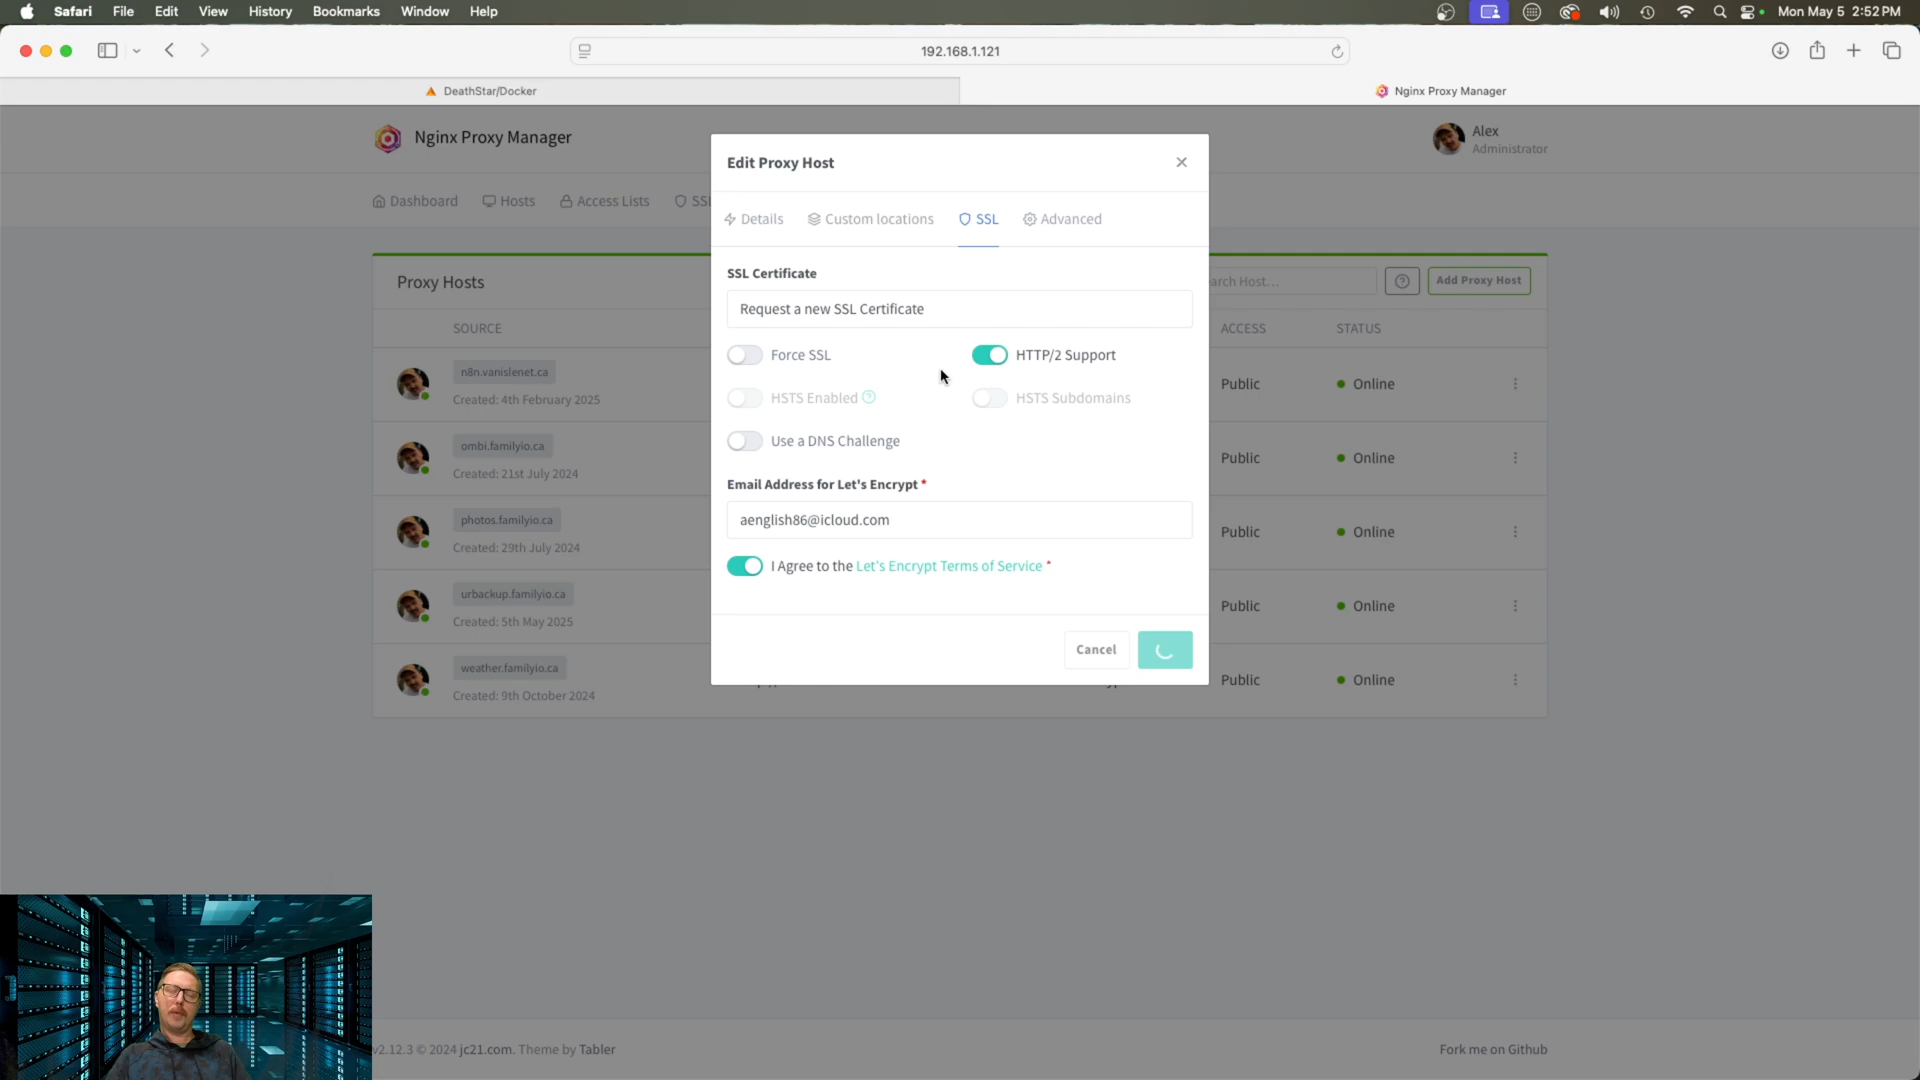 Safari File Edit View History Bookmarks Window Help Mon May 5 2:52 PM
192.168.1.121
DeathStar/Docker Nginx Proxy Manager
Nginx Proxy Manager
Alex
Administrator
Dashboard Hosts Access Lists SSL
Proxy Hosts
arch Host... Add Proxy Host
SOURCE ACCESS STATUS
n8n.vanislenet.ca
Created: 4th February 2025
Public Online
ombi.familyio.ca
Created: 21st July 2024
Public Online
photos.familyio.ca
Created: 29th July 2024
Public Online
urbackup.familyio.ca
Created: 5th May 2025
Public Online
weather.familyio.ca
Created: 9th October 2024
Public Online
Edit Proxy Host
Details Custom locations SSL Advanced
SSL Certificate
Request a new SSL Certificate
Force SSL HTTP/2 Support
HSTS Enabled HSTS Subdomains
Use a DNS Challenge
Email Address for Let's Encrypt *
aenglish86@icloud.com
I Agree to the Let's Encrypt Terms of Service *
Cancel
v2.12.3 © 2024 jc21.com. Theme by Tabler
Fork me on Github